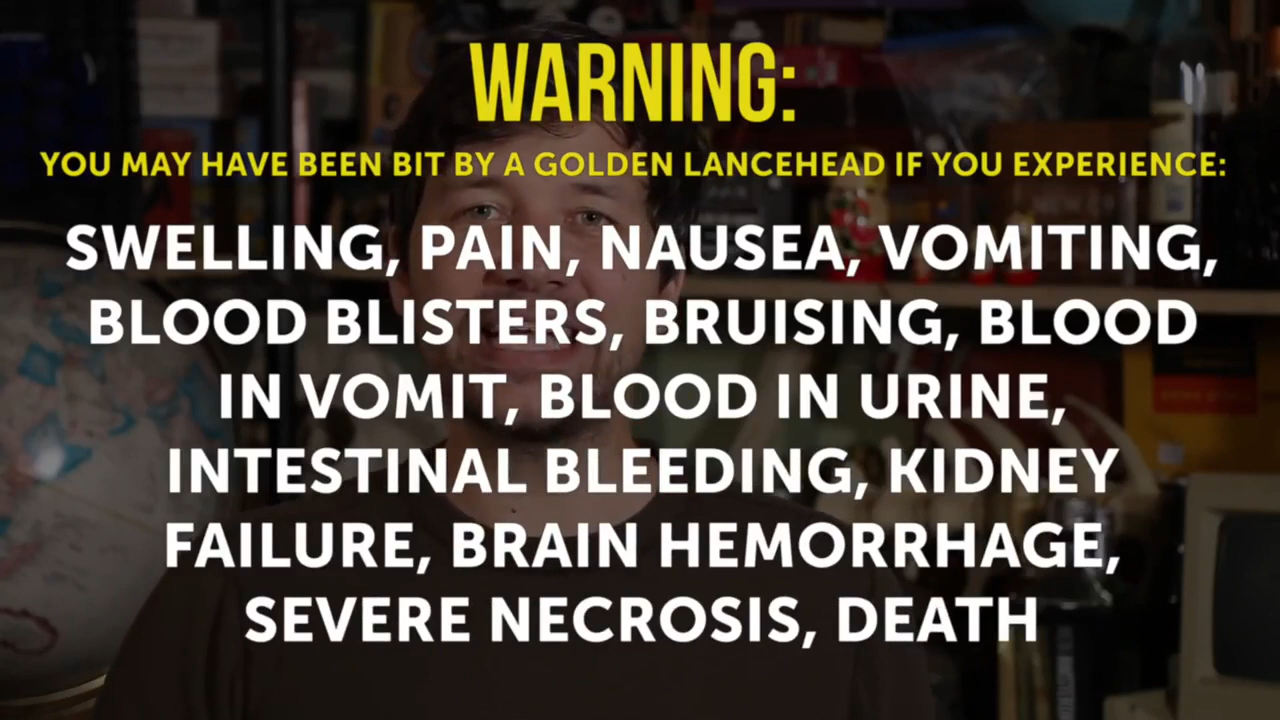 WARNING:
YOU MAY HAVE BEEN BIT BY A GOLDEN LANCEHEAD IF YOU EXPERIENCE:
SWELLING, PAIN, NAUSEA, VOMITING,
BLOOD BLISTERS, BRUISING, BLOOD
IN VOMIT, BLOOD IN URINE,
INTESTINAL BLEEDING, KIDNEY
FAILURE, BRAIN HEMORRHAGE,
SEVERE NECROSIS, DEATH